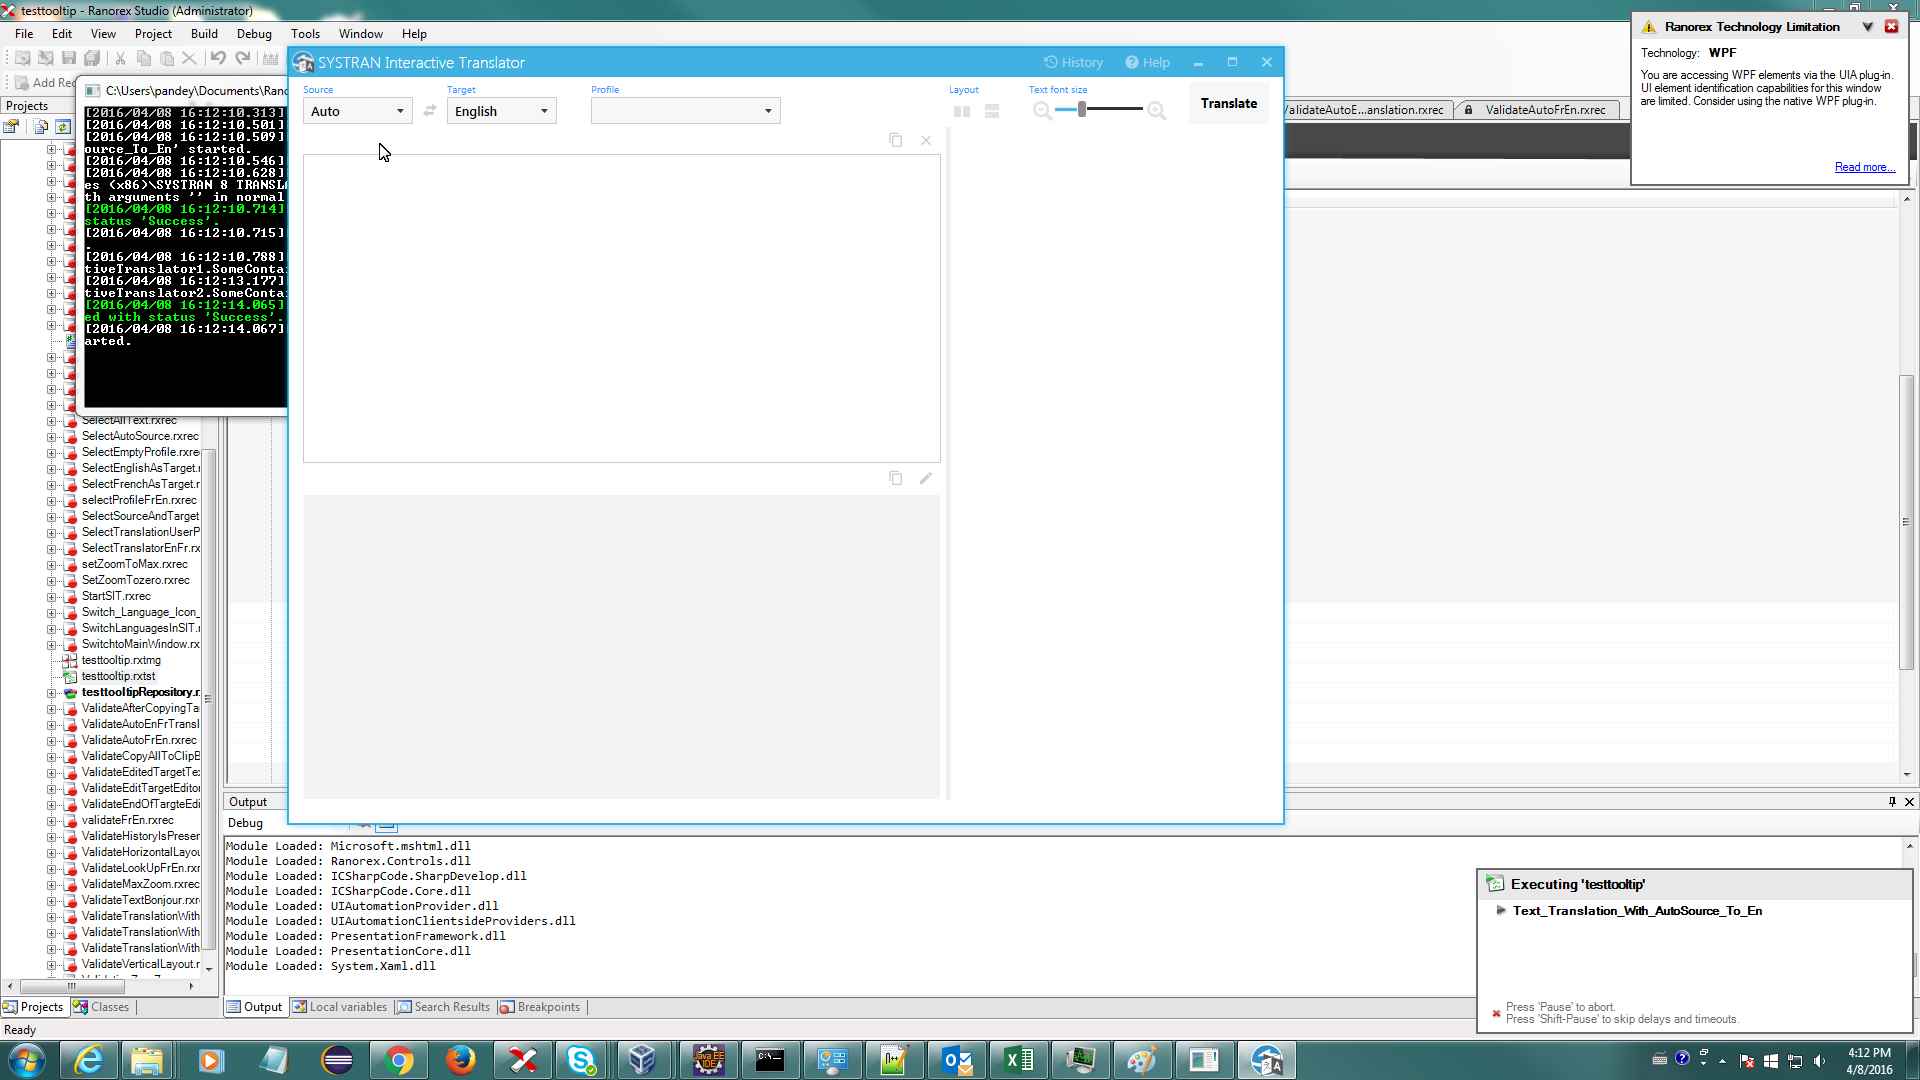 testtooltip - Ranorex Studio (Administrator)
File Edit View Project Build Debug Tools Window Help
Add Rec
Projects
C:\Users\pandey\Documents\Rano
[2016/04/08 16:12:10.313]
[2016/04/08 16:12:10.501]
[2016/04/08 16:12:10.509]
ource_To_En' started.
[2016/04/08 16:12:10.546]
[2016/04/08 16:12:10.628]
es (x86)\SYSTRAN 8 TRANSLA
th arguments '' in normal
[2016/04/08 16:12:10.714]
status 'Success'.
[2016/04/08 16:12:10.715]
.
[2016/04/08 16:12:10.788]
tiveTranslator1.SomeContai
[2016/04/08 16:12:13.177]
tiveTranslator2.SomeContai
[2016/04/08 16:12:14.065]
ed with status 'Success'.
[2016/04/08 16:12:14.067]
arted.
SelectAllText.rxrec
SelectAutoSource.rxrec
SelectEmptyProfile.rxre
SelectEnglishAsTarget.r
SelectFrenchAsTarget.r
selectProfileFrEn.rxrec
SelectSourceAndTarget
SelectTranslationUserP
SelectTranslatorEnFr.rx
setZoomToMax.rxrec
SetZoomTozero.rxrec
StartSIT.rxrec
Switch_Language_Icon_
SwitchLanguagesInSIT.r
SwitchtoMainWindow.rx
testtooltip.rxtmg
testtooltip.rxtst
testtooltipRepository.r
ValidateAfterCopyingTa
ValidateAutoEnFrTransl
ValidateAutoFrEn.rxrec
ValidateCopyAllToClipB
ValidateEditedTargetTe
ValidateEditTargetEditor
ValidateEndOfTargteEdi
validateFrEn.rxrec
ValidateHistoryIsPreser
ValidateHorizontalLayou
ValidateLookUpFrEn.rxr
ValidateMaxZoom.rxrec
ValidateTextBonjour.rxr
ValidateTranslationWith
ValidateTranslationWith
ValidateTranslationWith
ValidateVerticalLayout.r
Projects Classes
Ready
SYSTRAN Interactive Translator
History Help
Source Target Profile Layout Text font size
Auto English Translate
alidateAutoE...anslation.rxrec ValidateAutoFrEn.rxrec
Ranorex Technology Limitation
Technology: WPF
You are accessing WPF elements via the UIA plug-in.
UI element identification capabilities for this window
are limited. Consider using the native WPF plug-in.
Read more...
Output
Debug
Module Loaded: Microsoft.mshtml.dll
Module Loaded: Ranorex.Controls.dll
Module Loaded: ICSharpCode.SharpDevelop.dll
Module Loaded: ICSharpCode.Core.dll
Module Loaded: UIAutomationProvider.dll
Module Loaded: UIAutomationClientsideProviders.dll
Module Loaded: PresentationFramework.dll
Module Loaded: PresentationCore.dll
Module Loaded: System.Xaml.dll
Output Local variables Search Results Breakpoints
Executing 'testtooltip'
Text_Translation_With_AutoSource_To_En
Press 'Pause' to abort.
Press 'Shift-Pause' to skip delays and timeouts.
4:12 PM
4/8/2016